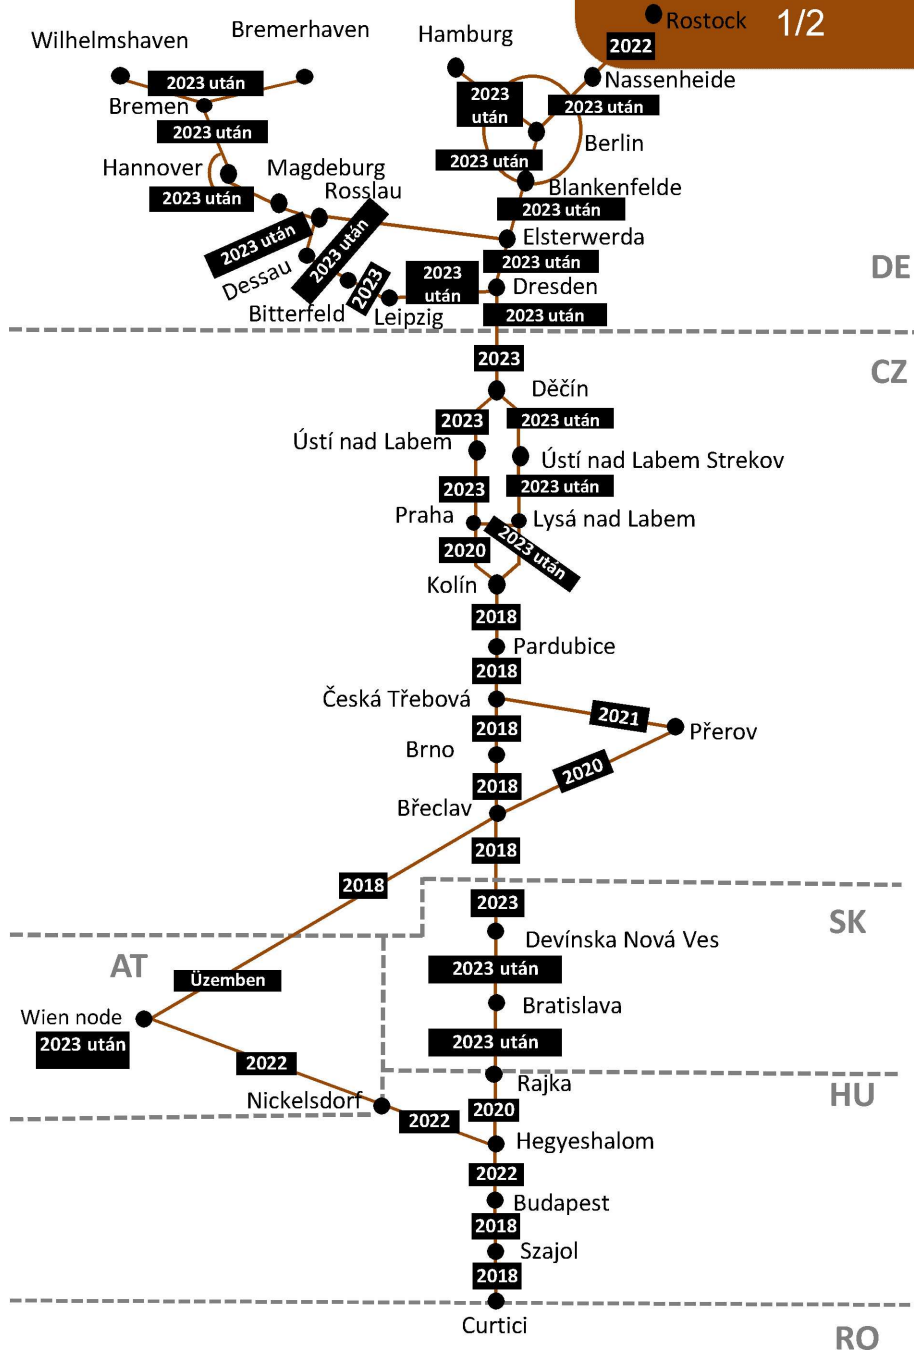 Rostock
1/2
Wilhelmshaven
Bremerhaven
Hamburg
2022
2023 után
Nassenheide
Bremen
2023
után
2023 után
2023 után
Berlin
Hannover
Magdeburg
2023 után
2023 után
Rosslau
Blankenfelde
2023 után
2023 után
2023 után
Elsterwerda
Dessau
2023
után
2023 után
DE
Bitterfeld
2023
Leipzig
Dresden
2023 után
2023
CZ
Děčín
2023
2023 után
Ústí nad Labem
Ústí nad Labem Strekov
2023
2023 után
Praha
Lysá nad Labem
2020
2023 után
Kolín
2018
Pardubice
2018
Česká Třebová
2021
2018
Přerov
Brno
2020
2018
Břeclav
2018
2018
2023
SK
Devínska Nová Ves
AT
2023 után
Üzemben
Bratislava
Wien node
2023 után
2023 után
2022
Rajka
HU
Nickelsdorf
2020
2022
Hegyeshalom
2022
Budapest
2018
Szajol
2018
Curtici
RO